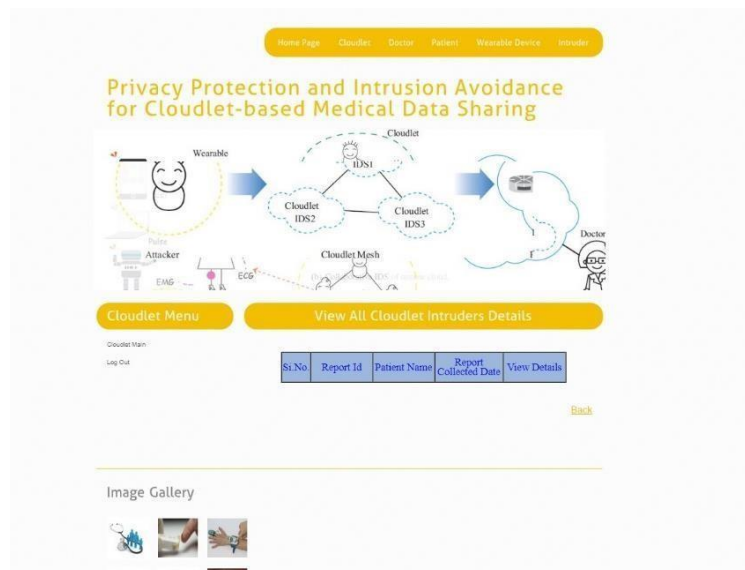 Home Page Cloudlet Doctor Patient Wearable Device Intruder
Privacy Protection and Intrusion Avoidance
for Cloudlet-based Medical Data Sharing
Cloudlet
Wearable
IDS1
Cloudlet
IDS2
Cloudlet
IDS3
Pulse
Doctor
Attacker
Cloudlet Mesh
EMG
ECG
Cloudlet Menu
View All Cloudlet Intruders Details
Cloudlet Main
Log Out
Si.No. Report Id Patient Name Report Collected Date View Details
Back
Image Gallery